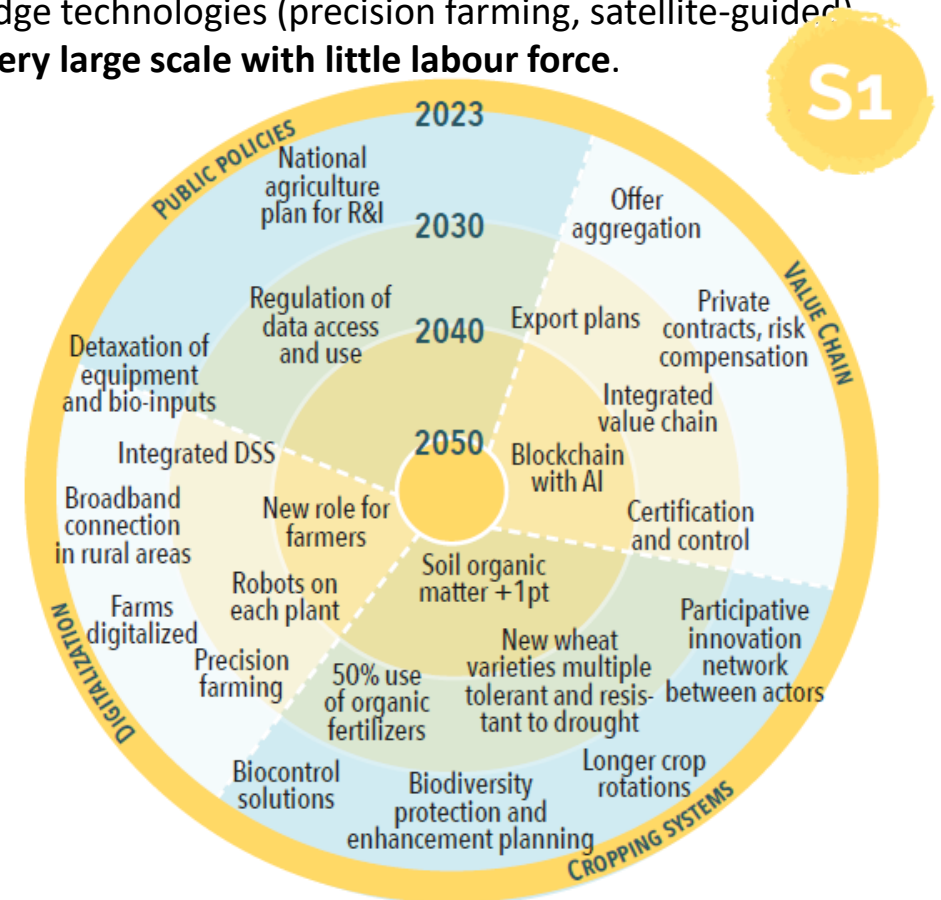 dge technologies (precision farming, satellite-guided)
ery large scale with little labour force.
S1
PUBLIC POLICIES
2023
National
agriculture
plan for R&I
2030
Regulation of
data access
and use
2040
Detaxation of
equipment
and bio-inputs
2050
VALUE CHAIN
Offer
aggregation
Private
contracts, risk
compensation
Export plans
Integrated
value chain
Blockchain
with AI
Certification
and control
DIGITALIZATION
Integrated DSS
Broadband
connection
in rural areas
New role for
farmers
Robots on
each plant
Farms
digitalized
Precision
farming
CROPPING SYSTEMS
Soil organic
matter +1pt
New wheat
varieties multiple
tolerant and resis-
tant to drought
Participative
innovation
network
between actors
50% use
of organic
fertilizers
Longer crop
rotations
Biocontrol
solutions
Biodiversity
protection and
enhancement planning